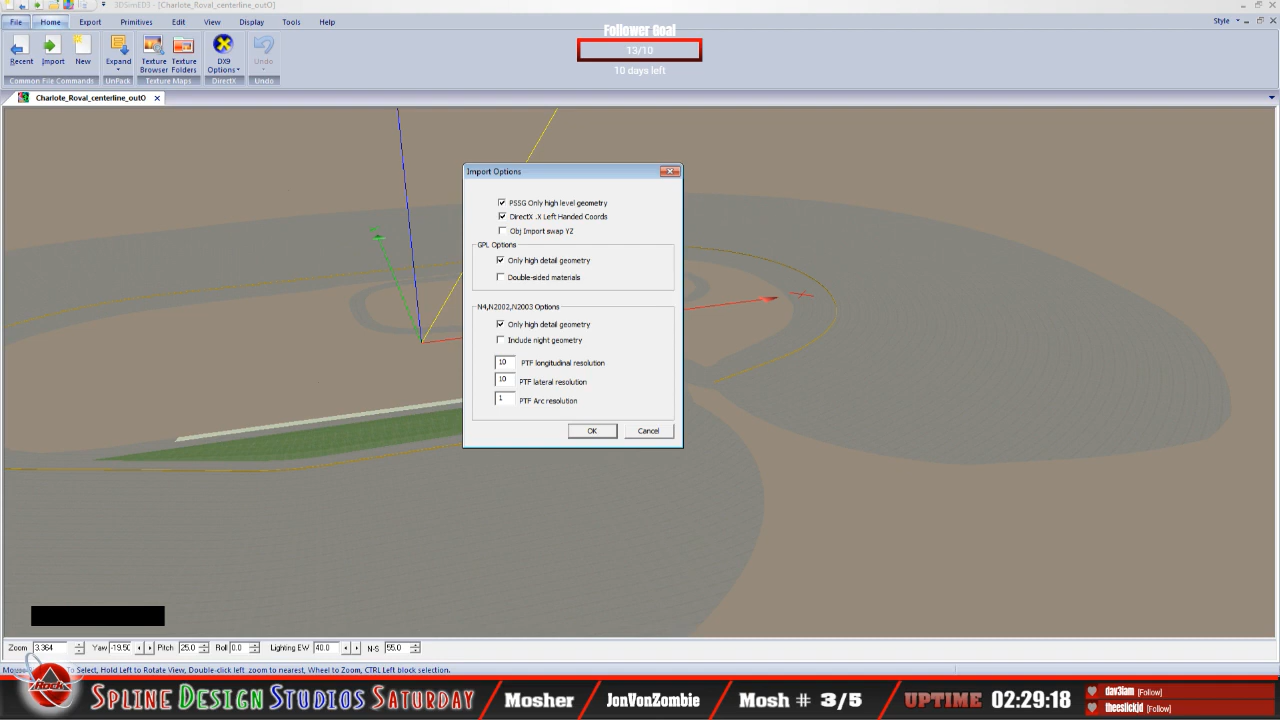 3DSimED3 - [Charlote_Roval_centerline_outO]
File Home Export Primitives Edit View Display Tools Help Style
Follower Goal
13/10
10 days left
Recent Import New Expand Texture Browser Texture Folders DX9 Options Undo
Common File Commands UnPack Texture Maps DirectX Undo
Charlote_Roval_centerline_outO
Import Options
PSSG Only high level geometry
DirectX .X Left Handed Coords
Obj Import swap YZ
GPL Options
Only high detail geometry
Double-sided materials
N4,N2002,N2003 Options
Only high detail geometry
Include night geometry
10 PTF longitudinal resolution
10 PTF lateral resolution
1 PTF Arc resolution
OK Cancel
Zoom 3.364 Yaw -19.50 Pitch 25.0 Roll 0.0 Lighting EW 40.0 N-S 55.0
To Select, Hold Left to Rotate View, Double-click left zoom to nearest, Wheel to Zoom, CTRL Left block selection.
Spline Design Studios Saturday Mosher JonVonZombie Mosh # 3/5 UPTIME 02:29:18
dav3iam [Follow]
theeslickjd [Follow]